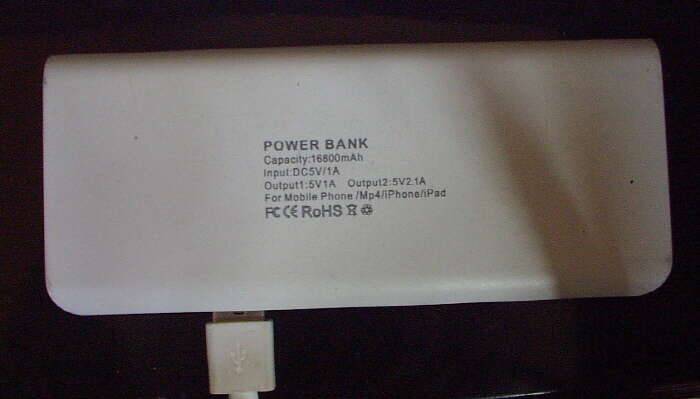 POWER BANK
Capacity:16800mAh
Input:DC5V/1A
Output1:5V1A Output2:5V2.1A
For Mobile Phone /Mp4/iPhone/iPad
FC CE RoHS